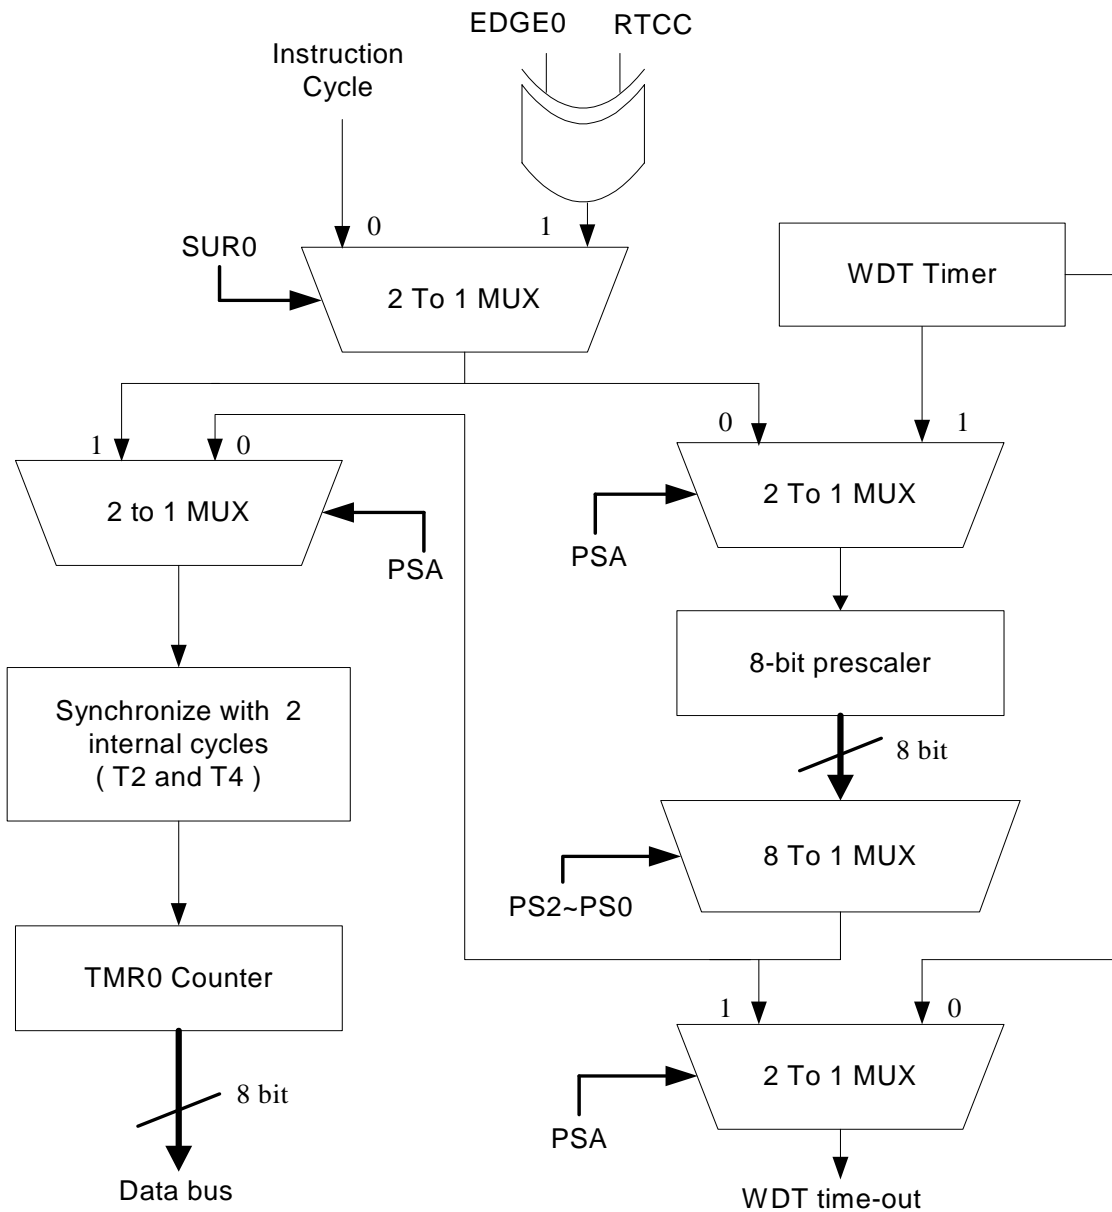 EDGE0 RTCC
Instruction
Cycle
0 1
SUR0
2 To 1 MUX
WDT Timer
1 0
0 1
2 to 1 MUX
2 To 1 MUX
PSA
PSA
8-bit prescaler
Synchronize with 2
internal cycles
( T2 and T4 )
8 bit
8 To 1 MUX
PS2~PS0
TMR0 Counter
1 0
2 To 1 MUX
8 bit
PSA
Data bus
WDT time-out